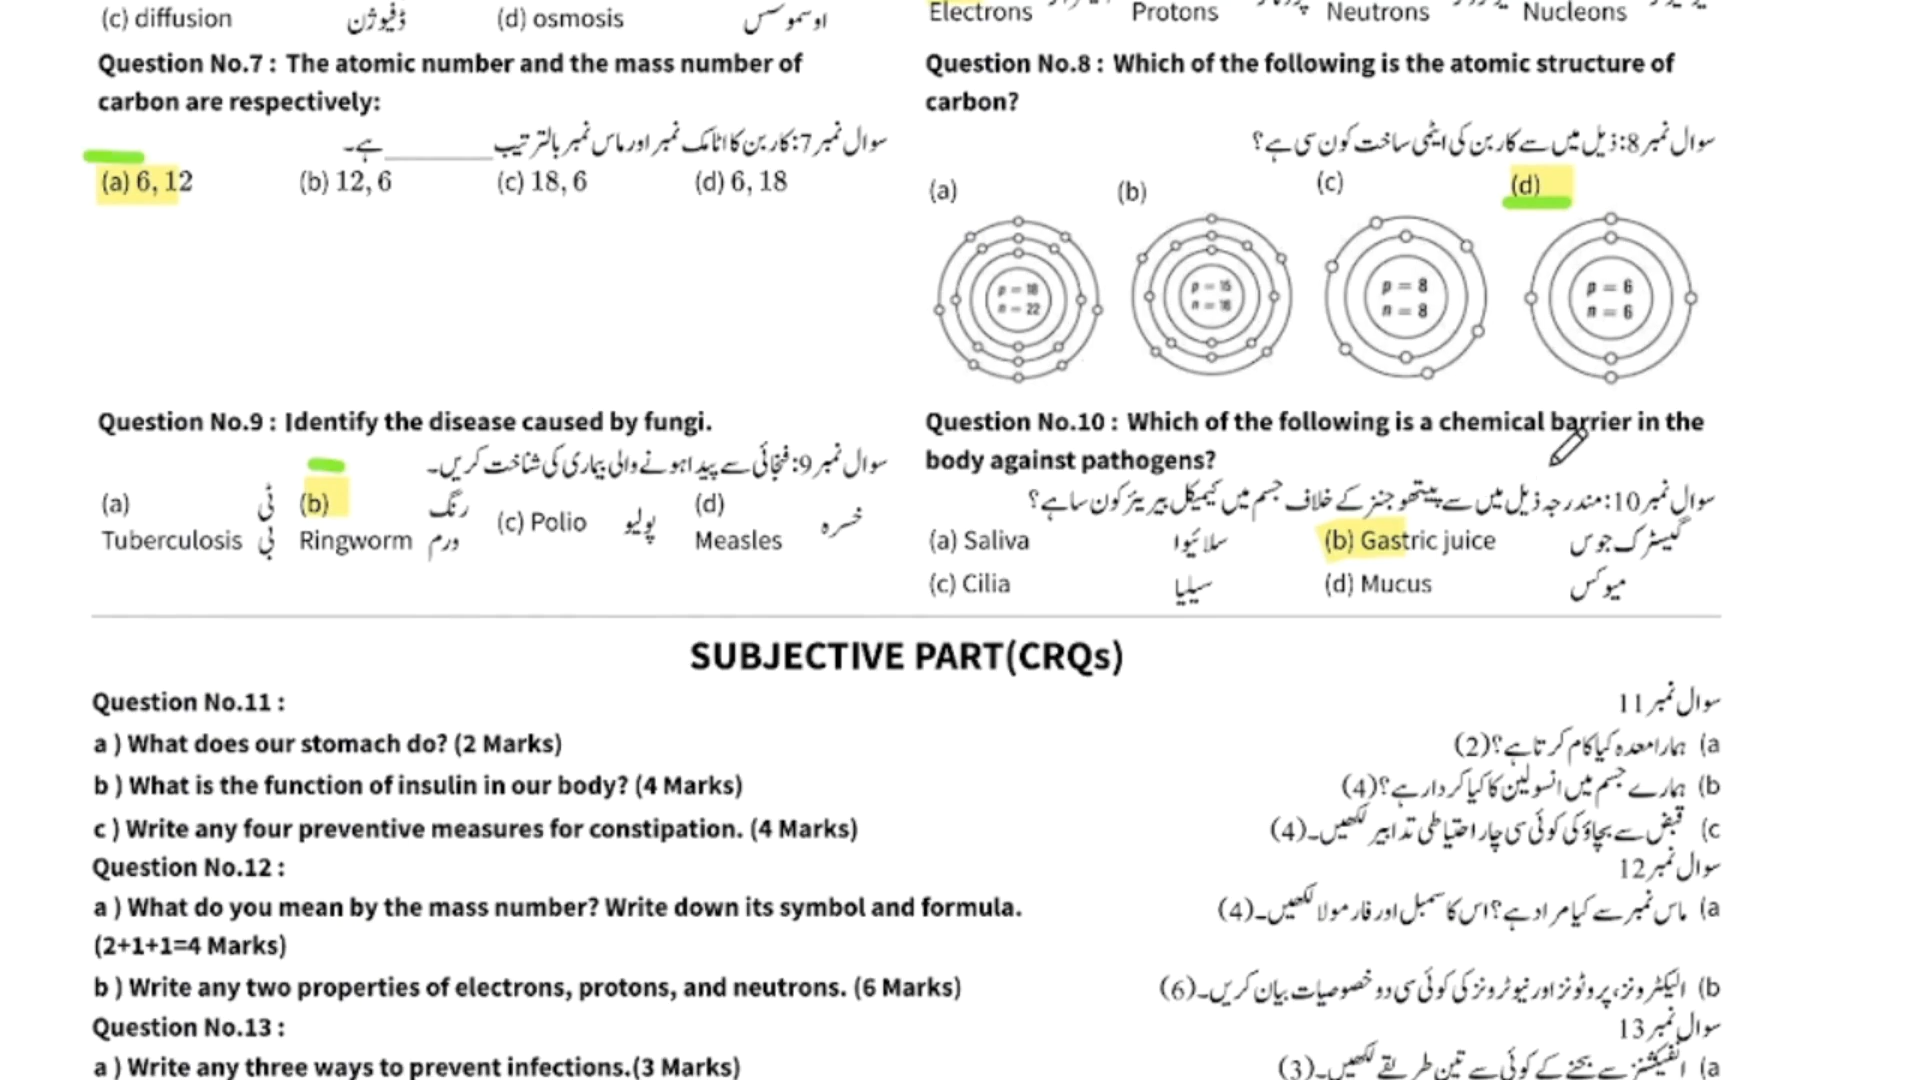 (c) diffusion ڈفیوژن (d) osmosis اوسموسس
Electrons Protons Neutrons Nucleons
Question No.7 : The atomic number and the mass number of
carbon are respectively:
سوال نمبر 7: کاربن کا اٹامک نمبر اور ماس نمبر بالترتیب ________ ہے۔
(a) 6, 12 (b) 12, 6 (c) 18, 6 (d) 6, 18
Question No.8 : Which of the following is the atomic structure of
carbon?
سوال نمبر 8: ذیل میں سے کاربن کی ایٹمی ساخت کون سی ہے؟
(a) (b) (c) (d)
p = 18 p = 16 p = 8 p = 6
n = 22 n = 16 n = 8 n = 6
Question No.9 : Identify the disease caused by fungi.
سوال نمبر 9: فنجائی سے پیدا ہونے والی بیماری کی شناخت کریں۔
(a) ٹی (b) رنگ (c) Polio پولیو (d) خسرہ
Tuberculosis بی Ringworm ورم Measles
Question No.10 : Which of the following is a chemical barrier in the
body against pathogens?
سوال نمبر 10: مندرجہ ذیل میں سے پیتھوجنز کے خلاف جسم میں کیمیکل بیریئر کون سا ہے؟
(a) Saliva سلائیوا (b) Gastric juice گیسٹرک جوس
(c) Cilia سیلیا (d) Mucus میوکس
SUBJECTIVE PART(CRQs)
Question No.11 : سوال نمبر 11
a ) What does our stomach do? (2 Marks) a) ہمارا معدہ کیا کام کرتا ہے؟(2)
b ) What is the function of insulin in our body? (4 Marks) b) ہمارے جسم میں انسولین کا کیا کردار ہے؟(4)
c ) Write any four preventive measures for constipation. (4 Marks) c) قبض سے بچاؤ کی کوئی سی چار احتیاطی تدابیر لکھیں۔(4)
Question No.12 : سوال نمبر 12
a ) What do you mean by the mass number? Write down its symbol and formula. a) ماس نمبر سے کیا مراد ہے؟ اس کا سمبل اور فارمولا لکھیں۔(4)
(2+1+1=4 Marks)
b ) Write any two properties of electrons, protons, and neutrons. (6 Marks) b) الیکٹرونز، پروٹونز اور نیوٹرونز کی کوئی سی دو خصوصیات بیان کریں۔(6)
Question No.13 : سوال نمبر 13
a ) Write any three ways to prevent infections.(3 Marks) a) انفیکشنز سے بچنے کے کوئی سے تین طریقے لکھیں۔(3)